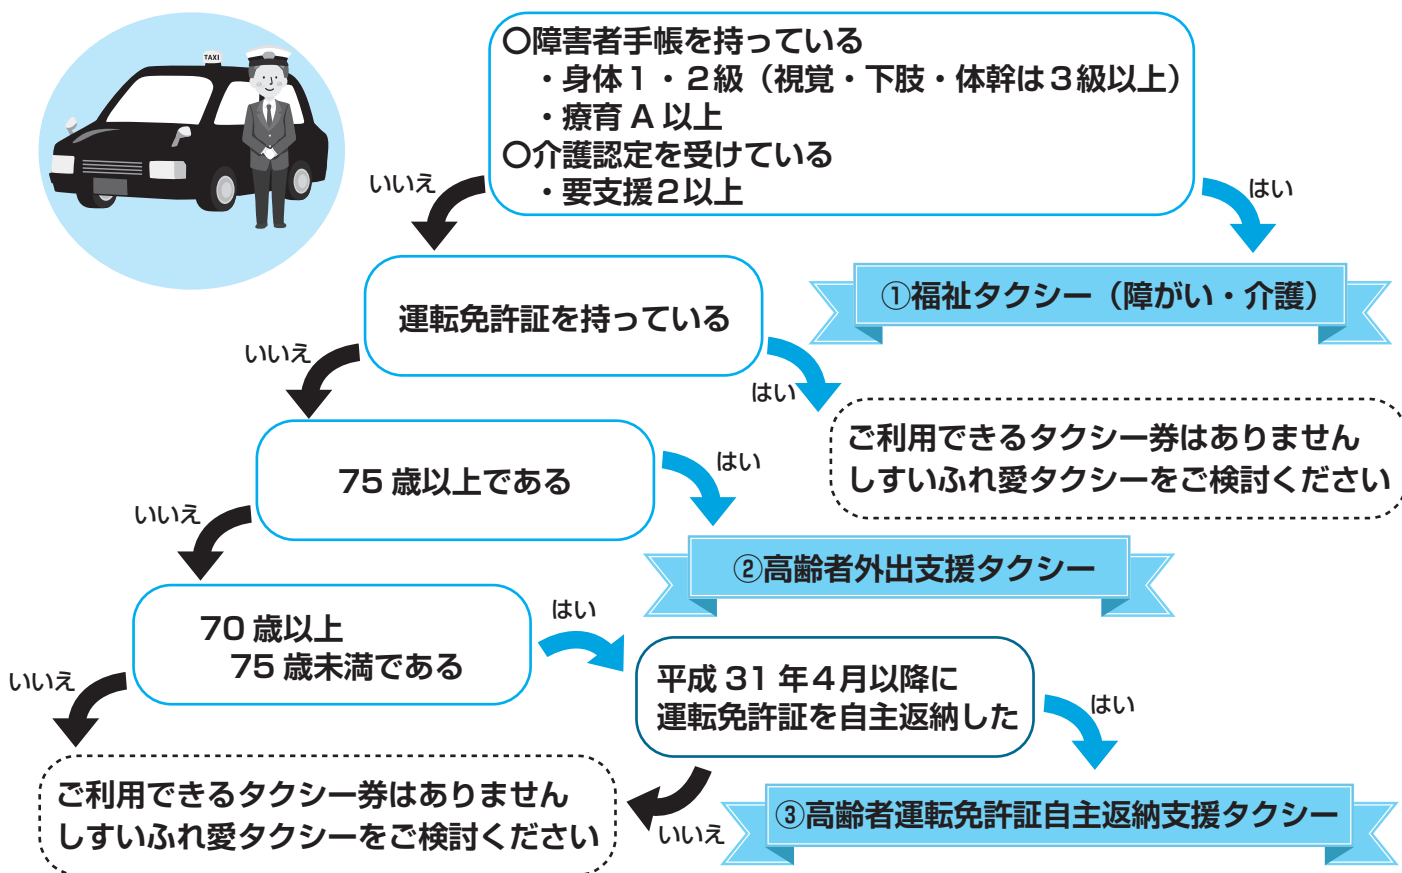 TAXI
〇障害者手帳を持っている
・身体１・２級（視覚・下肢・体幹は３級以上）
・療育 A 以上
〇介護認定を受けている
・要支援２以上
いいえ
はい
①福祉タクシー（障がい・介護）
運転免許証を持っている
いいえ
はい
ご利用できるタクシー券はありません
しすいふれ愛タクシーをご検討ください
75 歳以上である
はい
いいえ
②高齢者外出支援タクシー
70 歳以上
75 歳未満である
はい
いいえ
平成 31 年４月以降に
運転免許証を自主返納した
はい
いいえ
ご利用できるタクシー券はありません
しすいふれ愛タクシーをご検討ください
③高齢者運転免許証自主返納支援タクシー